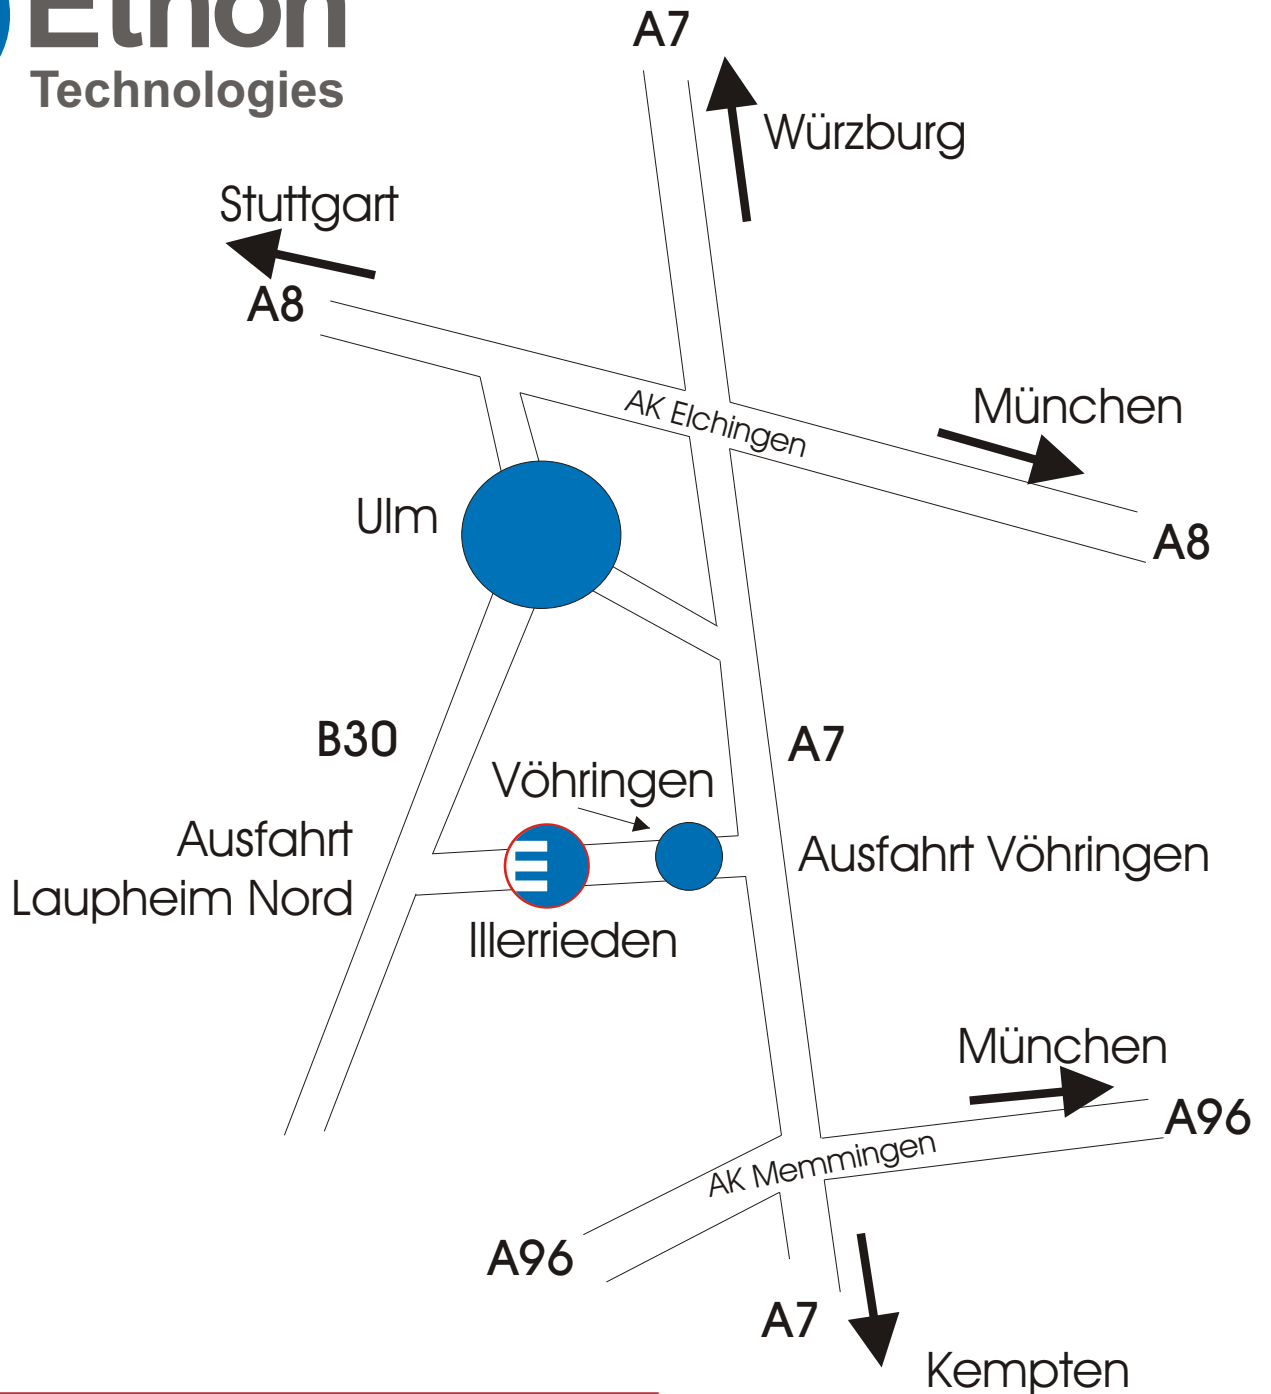 Ethon
Technologies
A7
Würzburg
Stuttgart
A8
München
AK Elchingen
A8
Ulm
B30
A7
Vöhringen
Ausfahrt
Laupheim Nord
Ausfahrt Vöhringen
Illerrieden
München
A96
AK Memmingen
A96
A7
Kempten